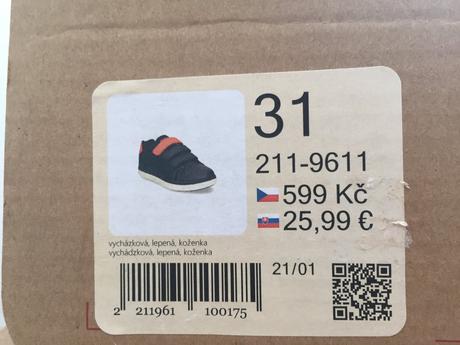 31
211-9611
599 Kč
25,99 €
vycházková, lepená, koženka
vychádzková, lepená, koženka
21/01
2 211961 100175